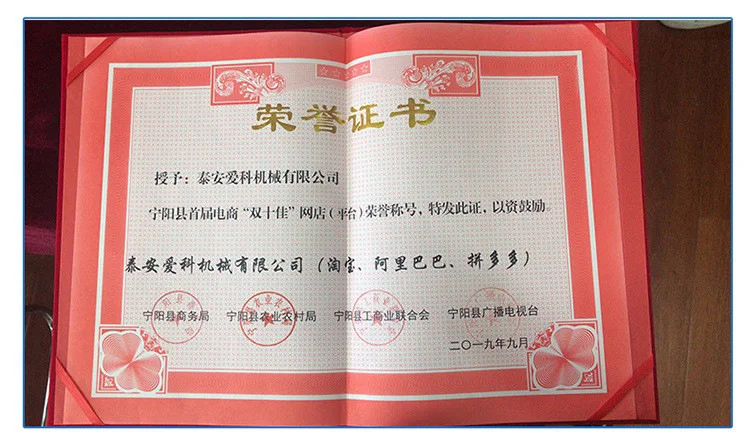 荣誉证书
授予：泰安爱科机械有限公司
宁阳县首届电商“双十佳”网店（平台）荣誉称号，特发此证，以资鼓励。
泰安爱科机械有限公司（淘宝、阿里巴巴、拼多多）
宁阳县商务局 宁阳县农业农村局 宁阳县工商业联合会 宁阳县广播电视台
二〇一九年九月